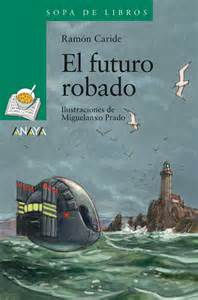 SOPA DE LIBROS
Ramón Caride
El futuro
robado
Ilustraciones de
Miguelanxo Prado
ANAYA